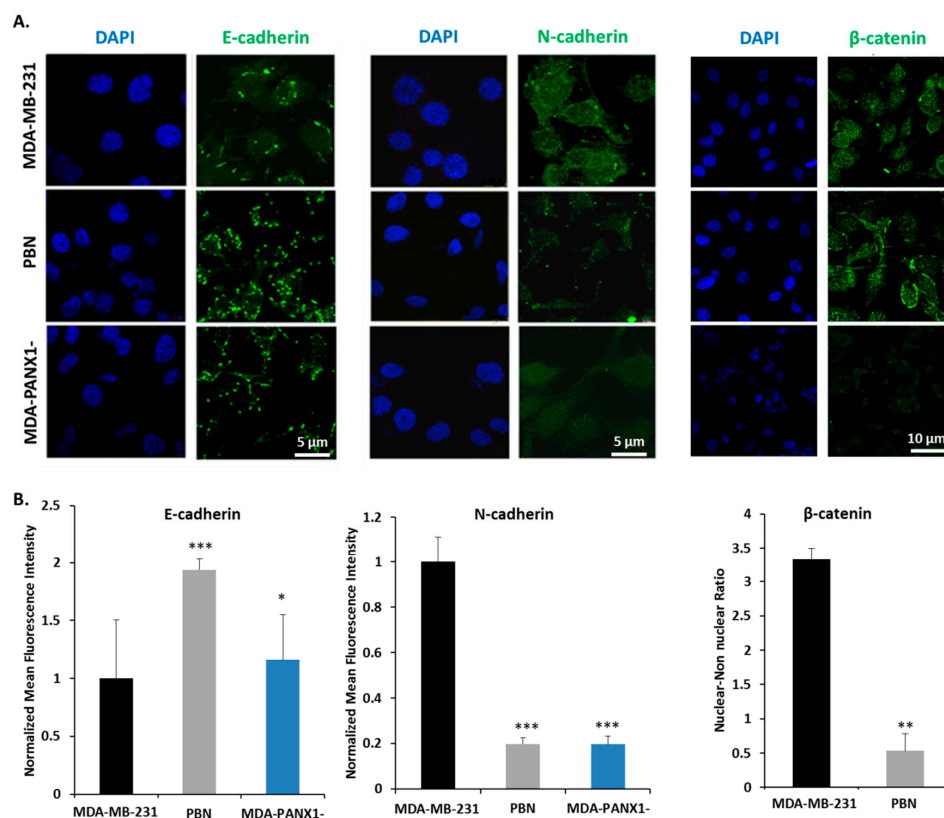 A.
DAPI E-cadherin DAPI N-cadherin DAPI β-catenin
MDA-MB-231
PBN
MDA-PANX1-
5 μm 5 μm 10 μm
B.
E-cadherin
Normalized Mean Fluorescence Intensity
2.5
2
1.5
1
0.5
0
***
*
MDA-MB-231 PBN MDA-PANX1-
N-cadherin
Normalized Mean Fluorescence Intensity
1.2
1
0.8
0.6
0.4
0.2
0
***
***
MDA-MB-231 PBN MDA-PANX1-
β-catenin
Nuclear-Non nuclear Ratio
4
3.5
3
2.5
2
1.5
1
0.5
0
**
MDA-MB-231 PBN